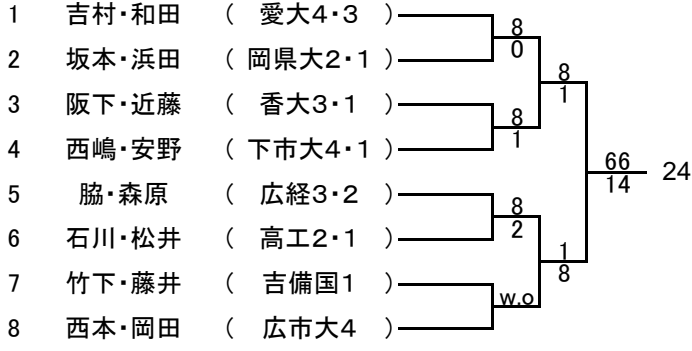 1 吉村・和田 ( 愛大4・3 )
2 坂本・浜田 ( 岡県大2・1 )
3 阪下・近藤 ( 香大3・1 )
4 西嶋・安野 ( 下市大4・1 )
5 脇・森原 ( 広経3・2 )
6 石川・松井 ( 高工2・1 )
7 竹下・藤井 ( 吉備国1 )
8 西本・岡田 ( 広市大4 )
8
0
8
1
8
2
w.o
8
1
1
8
66
14
24